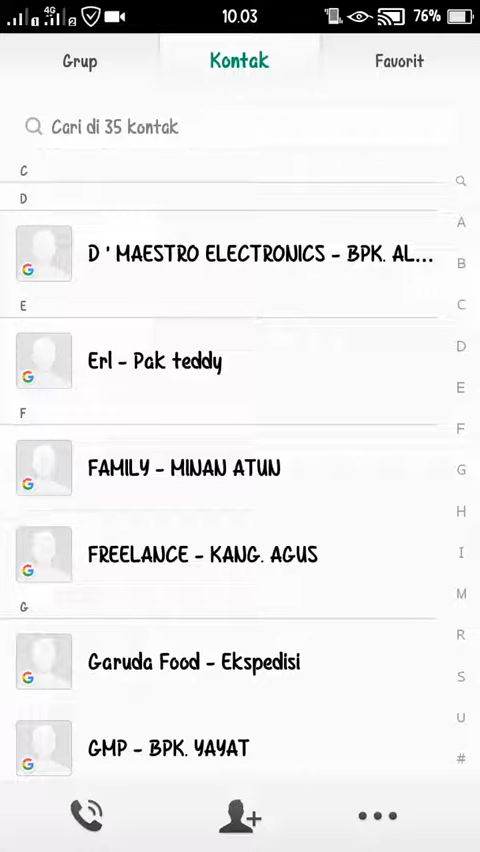 4G
2
10.03
76%
Grup
Kontak
Favorit
Cari di 35 kontak
C
D
D ' MAESTRO ELECTRONICS - BPK. AL...
E
Erl - Pak teddy
F
FAMILY - MINAN ATUN
FREELANCE - KANG. AGUS
G
Garuda Food - Ekspedisi
GMP - BPK. YAYAT
A
B
C
D
E
F
G
H
I
M
R
S
U
#